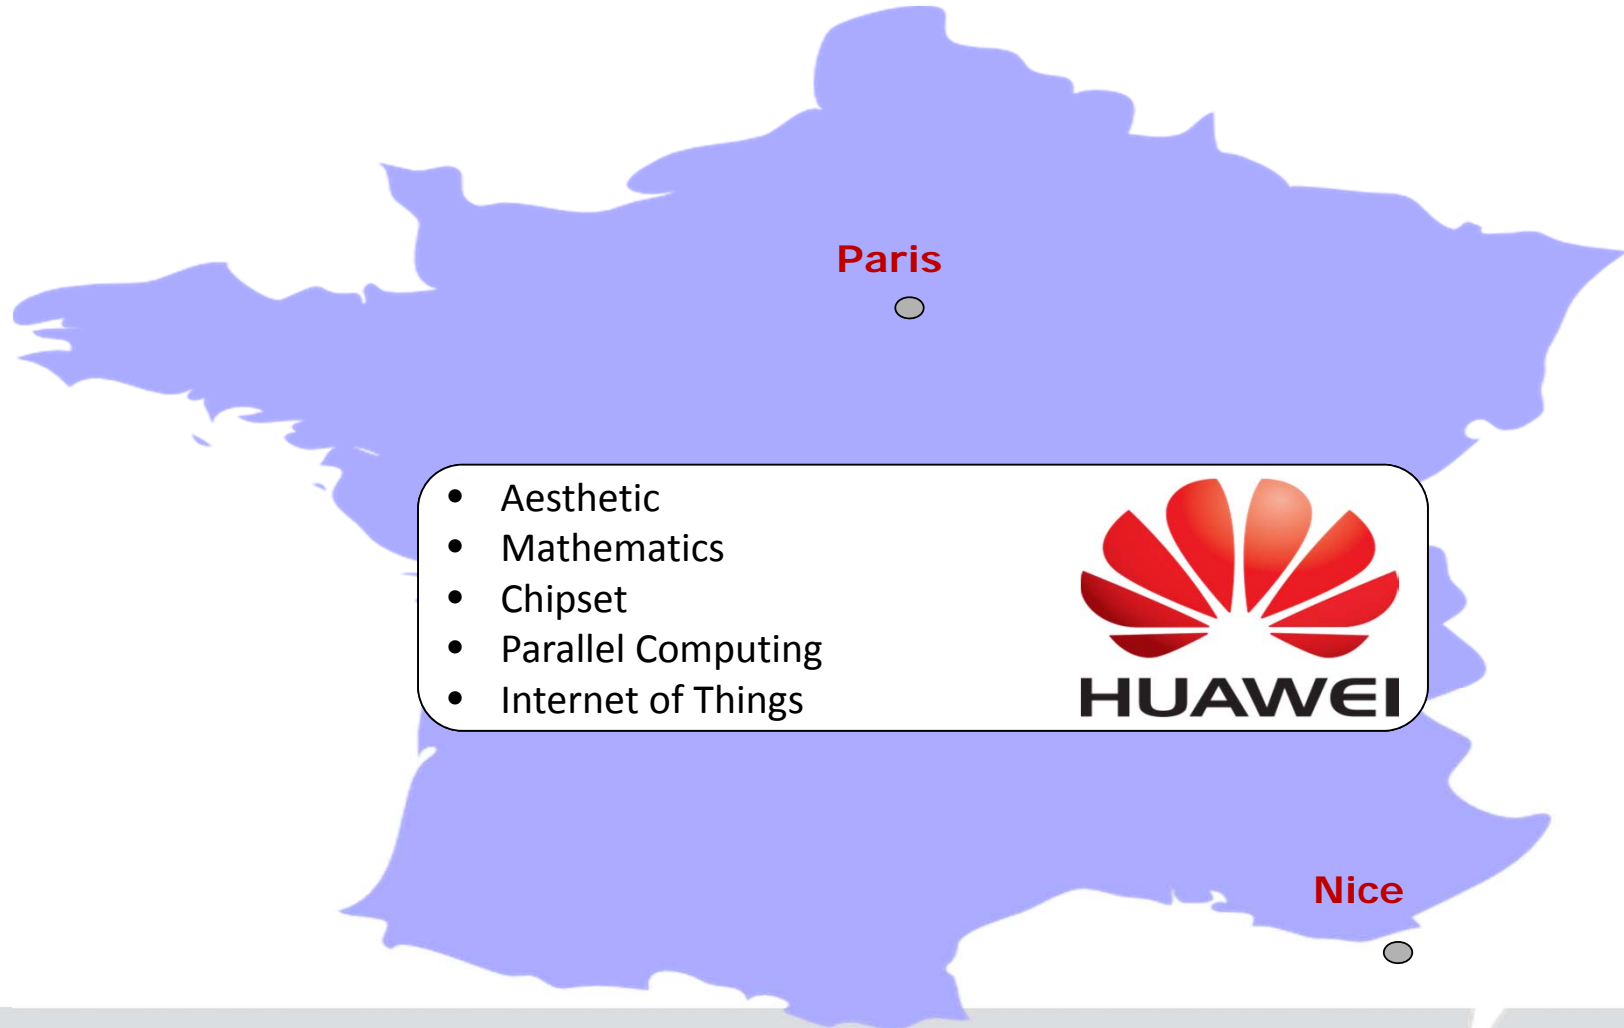 Paris
• Aesthetic
• Mathematics
• Chipset
• Parallel Computing
• Internet of Things
HUAWEI
Nice